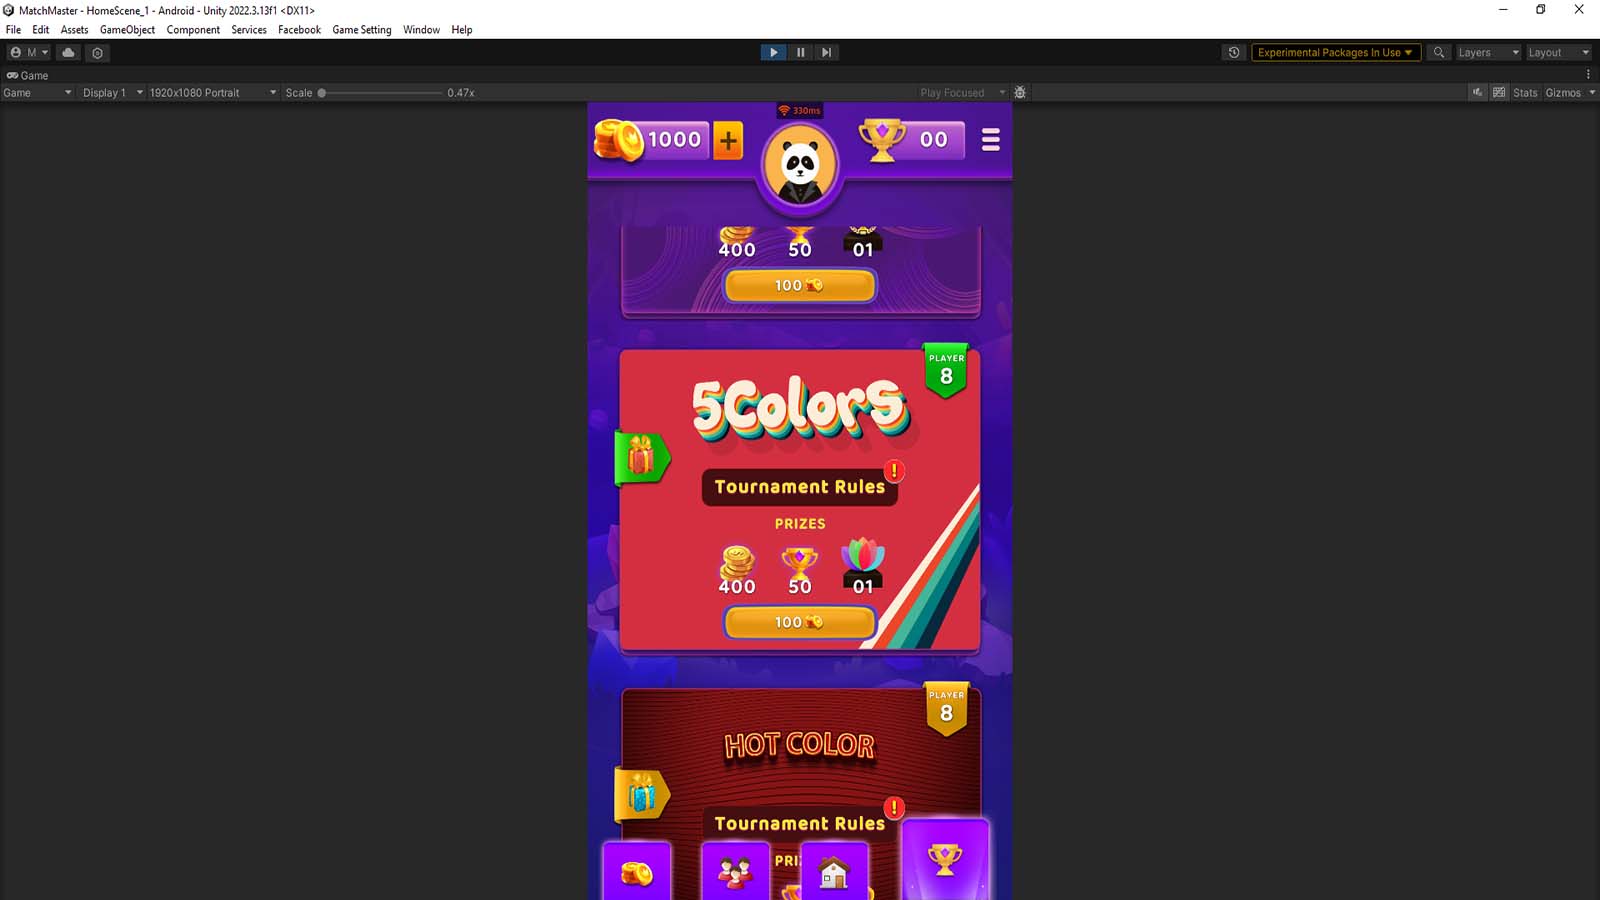 MatchMaster - HomeScene_1 - Android - Unity 2022.3.13f1 <DX11>
File Edit Assets GameObject Component Services Facebook Game Setting Window Help
M
Experimental Packages In Use
Layers
Layout
Game
Game
Display 1
1920x1080 Portrait
Scale
0.47x
Play Focused
Stats
Gizmos
330ms
1000
+
00
400 50 01
100
PLAYER
8
5Colors
!
Tournament Rules
PRIZES
400 50 01
100
PLAYER
8
HOT COLOR
!
Tournament Rules